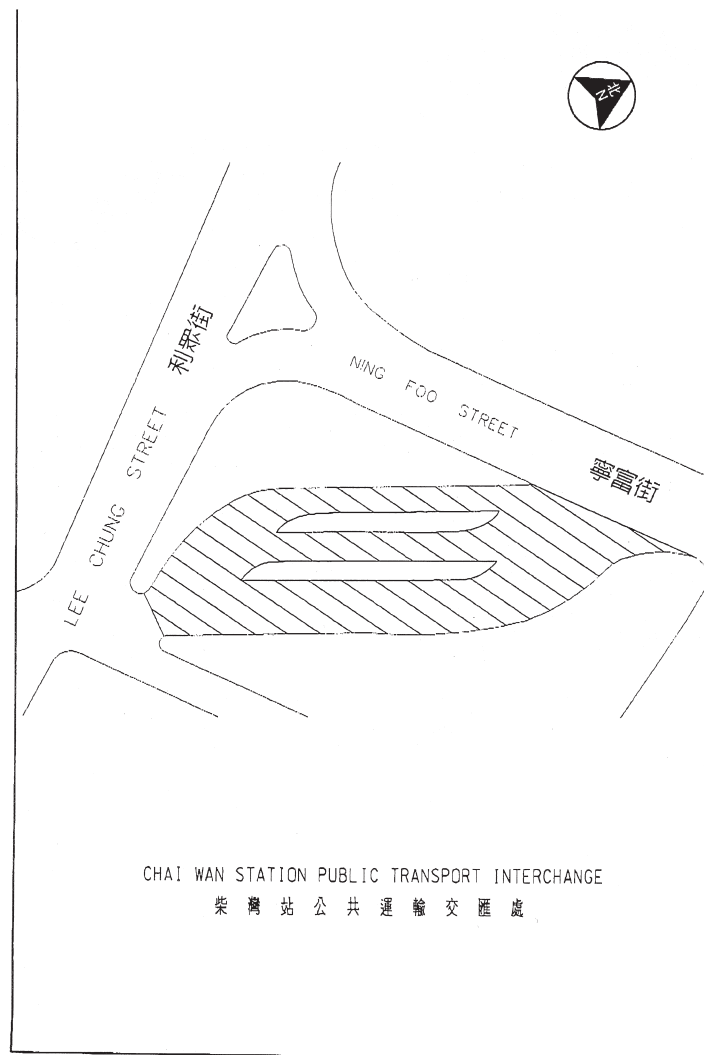 北
N
利眾街
LEE CHUNG STREET
NING FOO STREET
寧富街
CHAI WAN STATION PUBLIC TRANSPORT INTERCHANGE
柴灣站公共運輸交匯處